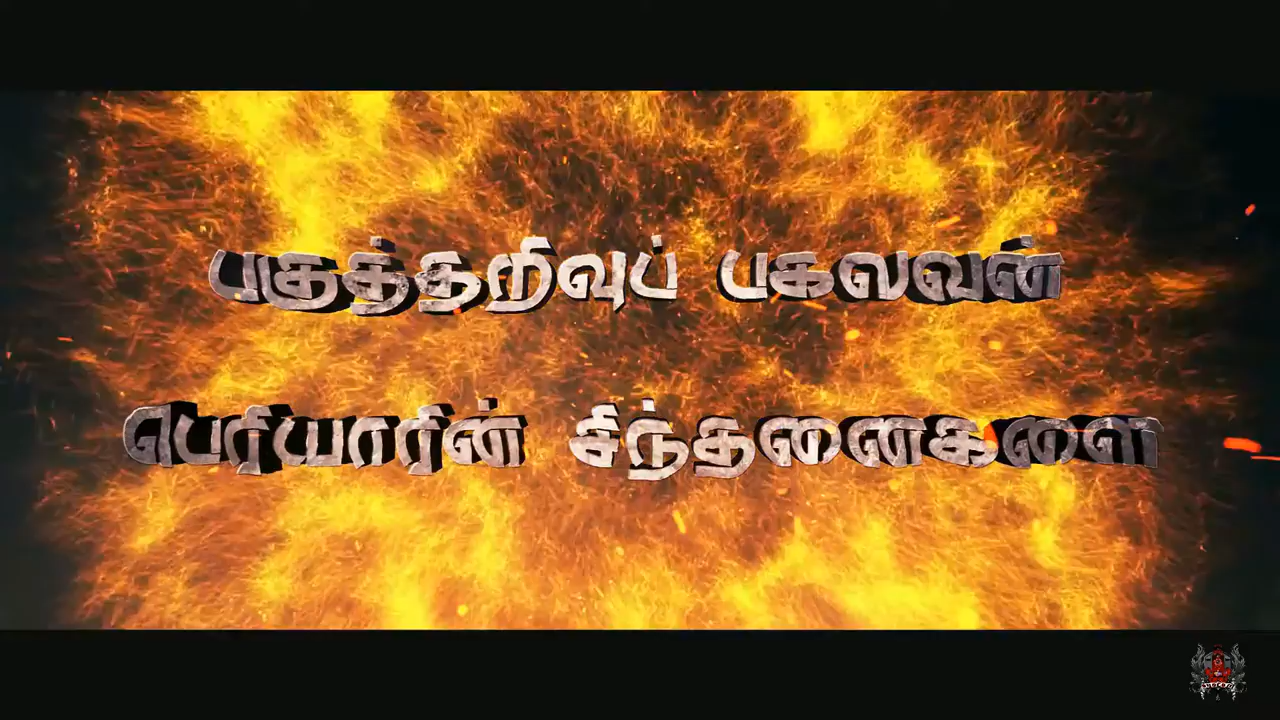 பகுத்தறிவுப் பகலவன்
பெரியாரின் சிந்தனைகளை